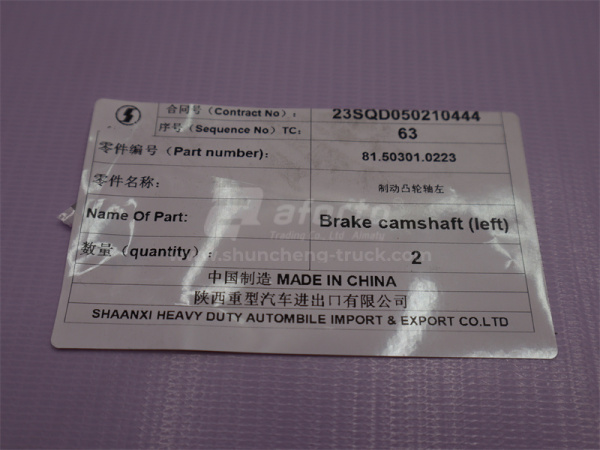 合同号（Contract No）： 23SQD050210444
序号（Sequence No）TC： 63
零件编号（Part number）： 81.50301.0223
零件名称： 制动凸轮轴左
Name Of Part: Brake camshaft (left)
数量（quantity）： 2
中国制造 MADE IN CHINA
陕西重型汽车进出口有限公司
SHAANXI HEAVY DUTY AUTOMBILE IMPORT & EXPORT CO.LTD
Trading Co., Ltd
www.shuncheng-truck.com